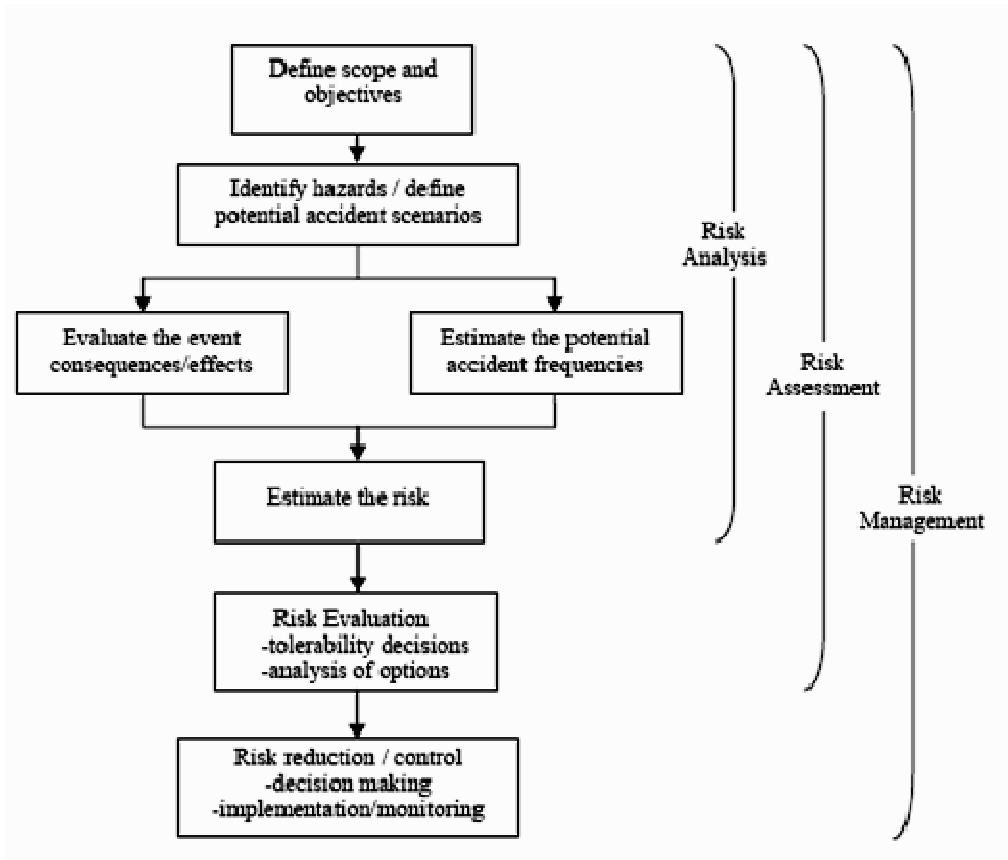 Define scope and
objectives
Identify hazards / define
potential accident scenarios
Evaluate the event
consequences/effects
Estimate the potential
accident frequencies
Estimate the risk
Risk Evaluation
-tolerability decisions
-analysis of options
Risk reduction / control
-decision making
-implementation/monitoring
Risk
Analysis
Risk
Assessment
Risk
Management